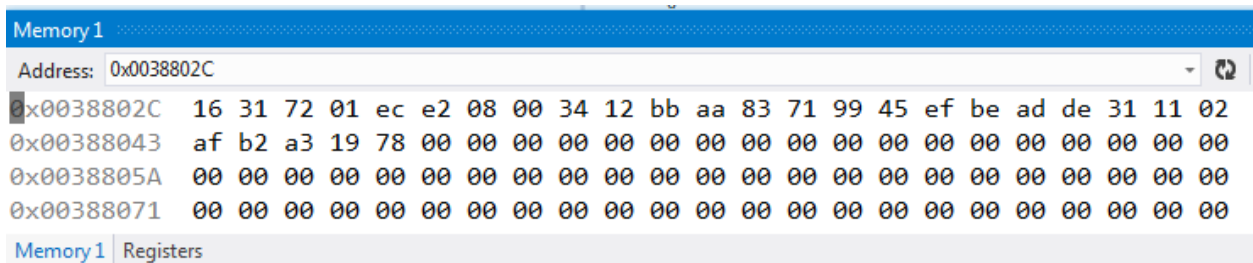 Memory 1
Address: 0x0038802C
0x0038802C 16 31 72 01 ec e2 08 00 34 12 bb aa 83 71 99 45 ef be ad de 31 11 02
0x00388043 af b2 a3 19 78 00 00 00 00 00 00 00 00 00 00 00 00 00 00 00 00 00 00
0x0038805A 00 00 00 00 00 00 00 00 00 00 00 00 00 00 00 00 00 00 00 00 00 00 00
0x00388071 00 00 00 00 00 00 00 00 00 00 00 00 00 00 00 00 00 00 00 00 00 00 00
Memory 1 Registers